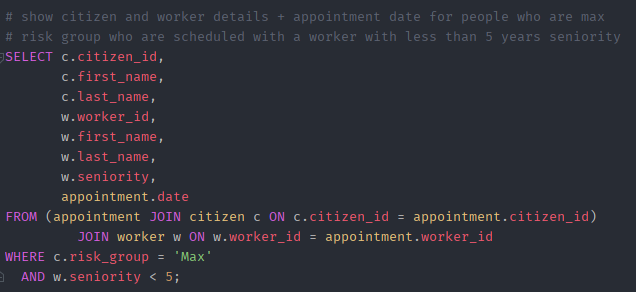 # show citizen and worker details + appointment date for people who are max
# risk group who are scheduled with a worker with less than 5 years seniority
SELECT c.citizen_id,
c.first_name,
c.last_name,
w.worker_id,
w.first_name,
w.last_name,
w.seniority,
appointment.date
FROM (appointment JOIN citizen c ON c.citizen_id = appointment.citizen_id)
JOIN worker w ON w.worker_id = appointment.worker_id
WHERE c.risk_group = 'Max'
AND w.seniority < 5;